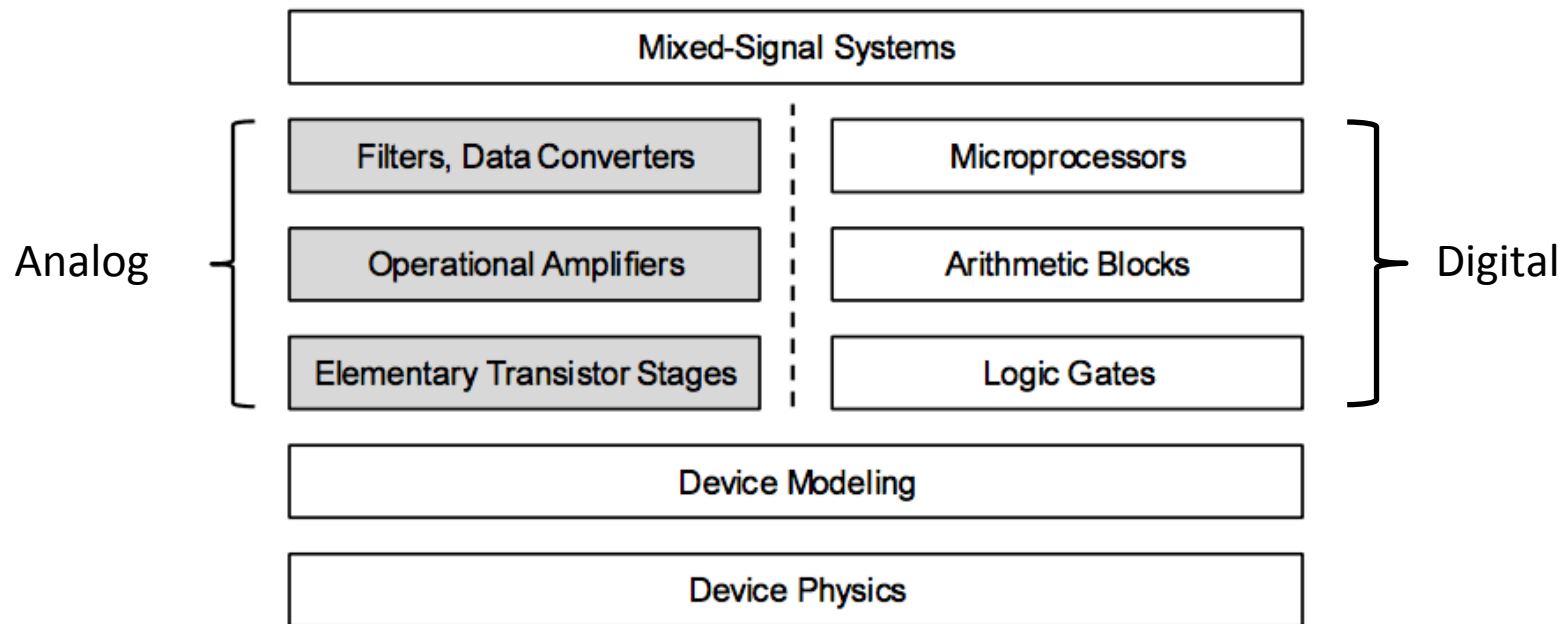 Mixed-Signal Systems
Filters, Data Converters
Microprocessors
Analog
Operational Amplifiers
Arithmetic Blocks
Digital
Elementary Transistor Stages
Logic Gates
Device Modeling
Device Physics